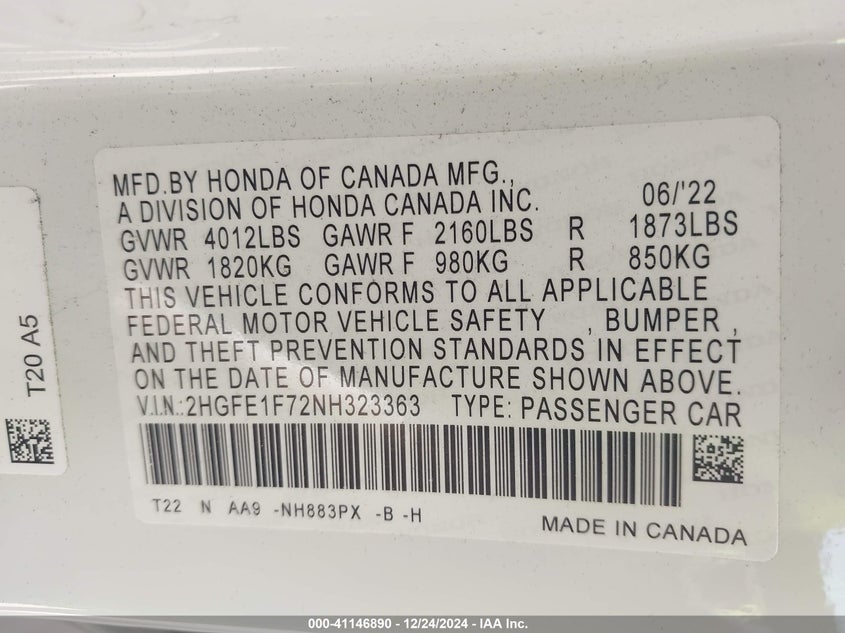 MFD.BY HONDA OF CANADA MFG.,
A DIVISION OF HONDA CANADA INC. 06/'22
GVWR 4012LBS GAWR F 2160LBS R 1873LBS
GVWR 1820KG GAWR F 980KG R 850KG
THIS VEHICLE CONFORMS TO ALL APPLICABLE
FEDERAL MOTOR VEHICLE SAFETY , BUMPER ,
AND THEFT PREVENTION STANDARDS IN EFFECT
ON THE DATE OF MANUFACTURE SHOWN ABOVE.
V.I.N.:2HGFE1F72NH323363 TYPE: PASSENGER CAR
T22 N AA9 -NH883PX -B -H
MADE IN CANADA
T20 A5
000-41146890 - 12/24/2024 - IAA Inc.